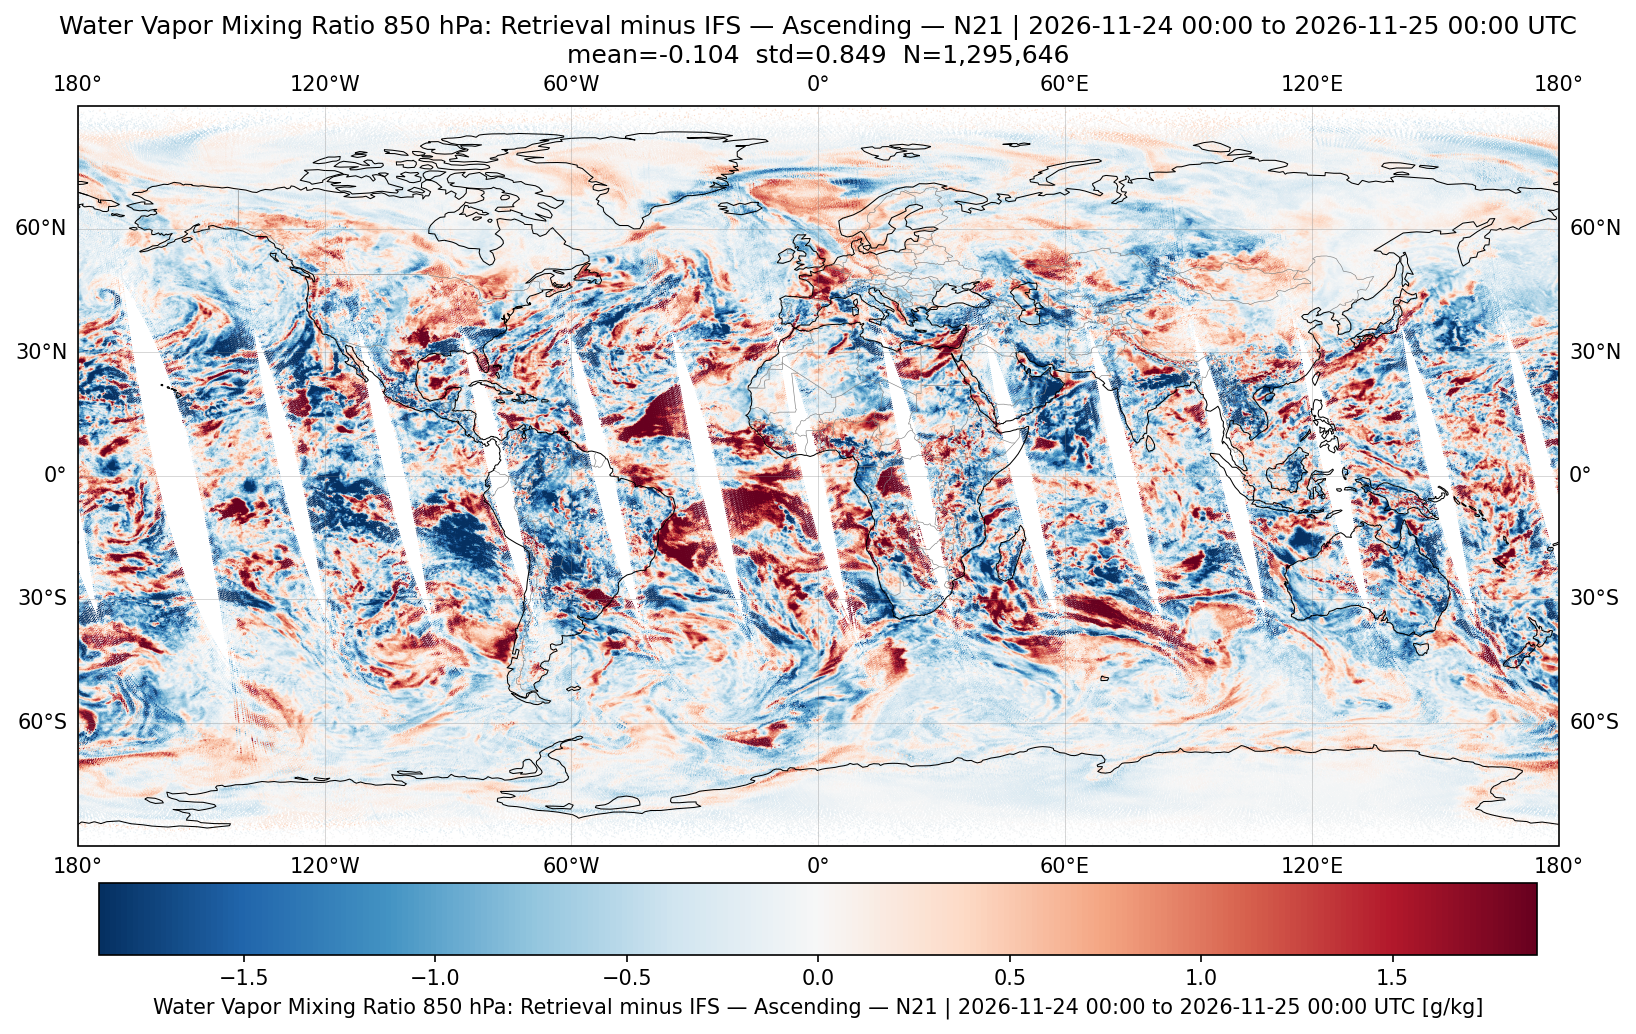 Water Vapor Mixing Ratio 850 hPa: Retrieval minus IFS — Ascending — N21 | 2026-11-24 00:00 to 2026-11-25 00:00 UTC
mean=-0.104  std=0.849  N=1,295,646
180° 120°W 60°W 0° 60°E 120°E 180°
60°N 60°N
30°N 30°N
0° 0°
30°S 30°S
60°S 60°S
180° 120°W 60°W 0° 60°E 120°E 180°
−1.5 −1.0 −0.5 0.0 0.5 1.0 1.5
Water Vapor Mixing Ratio 850 hPa: Retrieval minus IFS — Ascending — N21 | 2026-11-24 00:00 to 2026-11-25 00:00 UTC [g/kg]